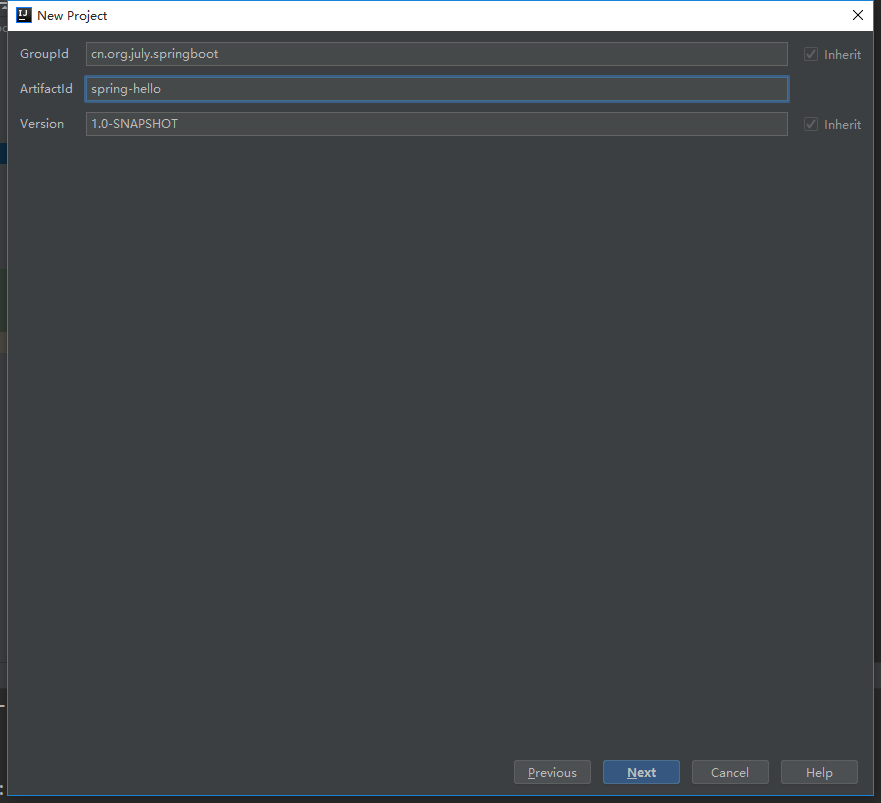 New Project
GroupId cn.org.july.springboot Inherit
ArtifactId spring-hello
Version 1.0-SNAPSHOT Inherit
Previous Next Cancel Help